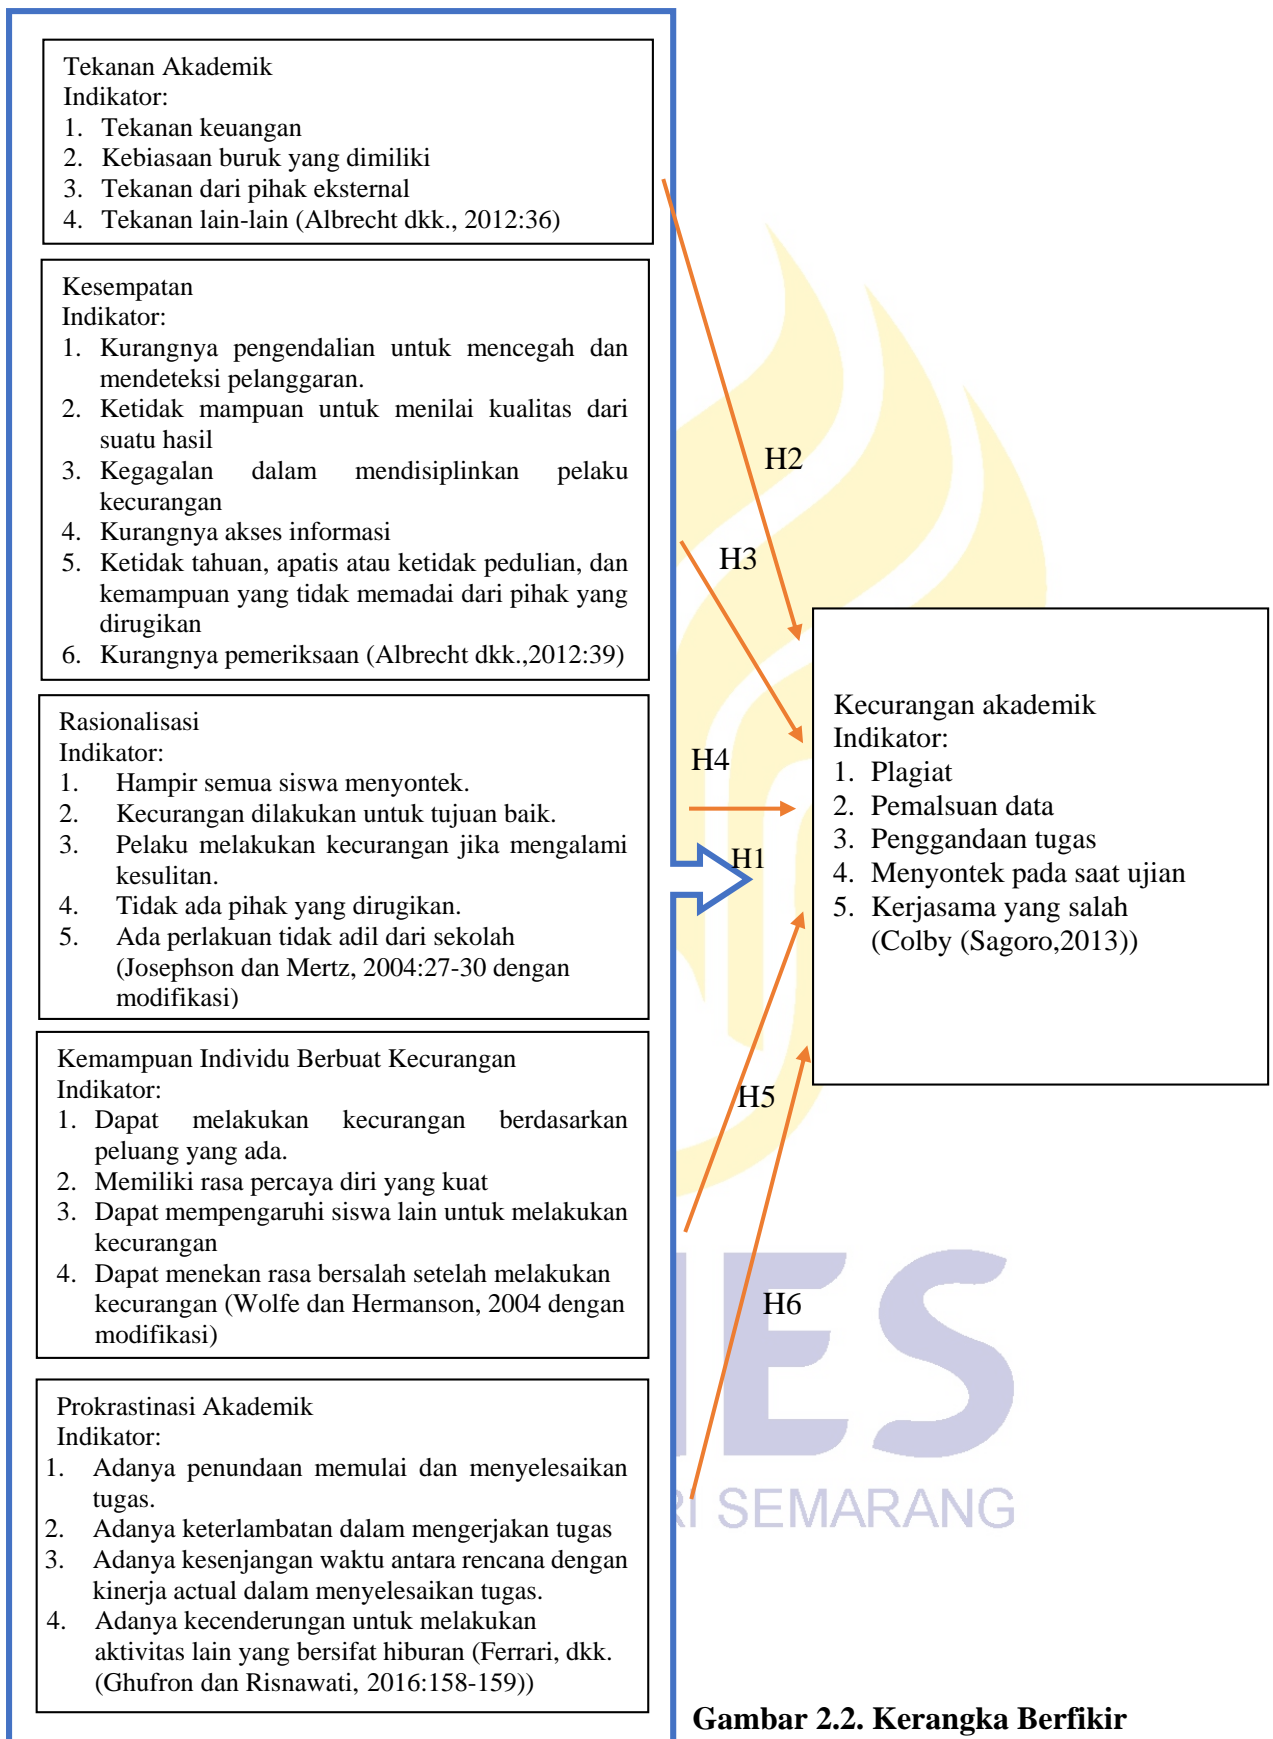 Tekanan Akademik
Indikator:
1. Tekanan keuangan
2. Kebiasaan buruk yang dimiliki
3. Tekanan dari pihak eksternal
4. Tekanan lain-lain (Albrecht dkk., 2012:36)
Kesempatan
Indikator:
1. Kurangnya pengendalian untuk mencegah dan
mendeteksi pelanggaran.
2. Ketidak mampuan untuk menilai kualitas dari
suatu hasil
3. Kegagalan dalam mendisiplinkan pelaku
kecurangan
4. Kurangnya akses informasi
5. Ketidak tahuan, apatis atau ketidak pedulian, dan
kemampuan yang tidak memadai dari pihak yang
dirugikan
6. Kurangnya pemeriksaan (Albrecht dkk.,2012:39)
Rasionalisasi
Indikator:
1. Hampir semua siswa menyontek.
2. Kecurangan dilakukan untuk tujuan baik.
3. Pelaku melakukan kecurangan jika mengalami
kesulitan.
4. Tidak ada pihak yang dirugikan.
5. Ada perlakuan tidak adil dari sekolah
(Josephson dan Mertz, 2004:27-30 dengan
modifikasi)
Kemampuan Individu Berbuat Kecurangan
Indikator:
1. Dapat melakukan kecurangan berdasarkan
peluang yang ada.
2. Memiliki rasa percaya diri yang kuat
3. Dapat mempengaruhi siswa lain untuk melakukan
kecurangan
4. Dapat menekan rasa bersalah setelah melakukan
kecurangan (Wolfe dan Hermanson, 2004 dengan
modifikasi)
Prokrastinasi Akademik
Indikator:
1. Adanya penundaan memulai dan menyelesaikan
tugas.
2. Adanya keterlambatan dalam mengerjakan tugas
3. Adanya kesenjangan waktu antara rencana dengan
kinerja actual dalam menyelesaikan tugas.
4. Adanya kecenderungan untuk melakukan
aktivitas lain yang bersifat hiburan (Ferrari, dkk.
(Ghufron dan Risnawati, 2016:158-159))
H2
H3
H4
H1
H5
H6
Kecurangan akademik
Indikator:
1. Plagiat
2. Pemalsuan data
3. Penggandaan tugas
4. Menyontek pada saat ujian
5. Kerjasama yang salah
(Colby (Sagoro,2013))
NES
RI SEMARANG
Gambar 2.2. Kerangka Berfikir